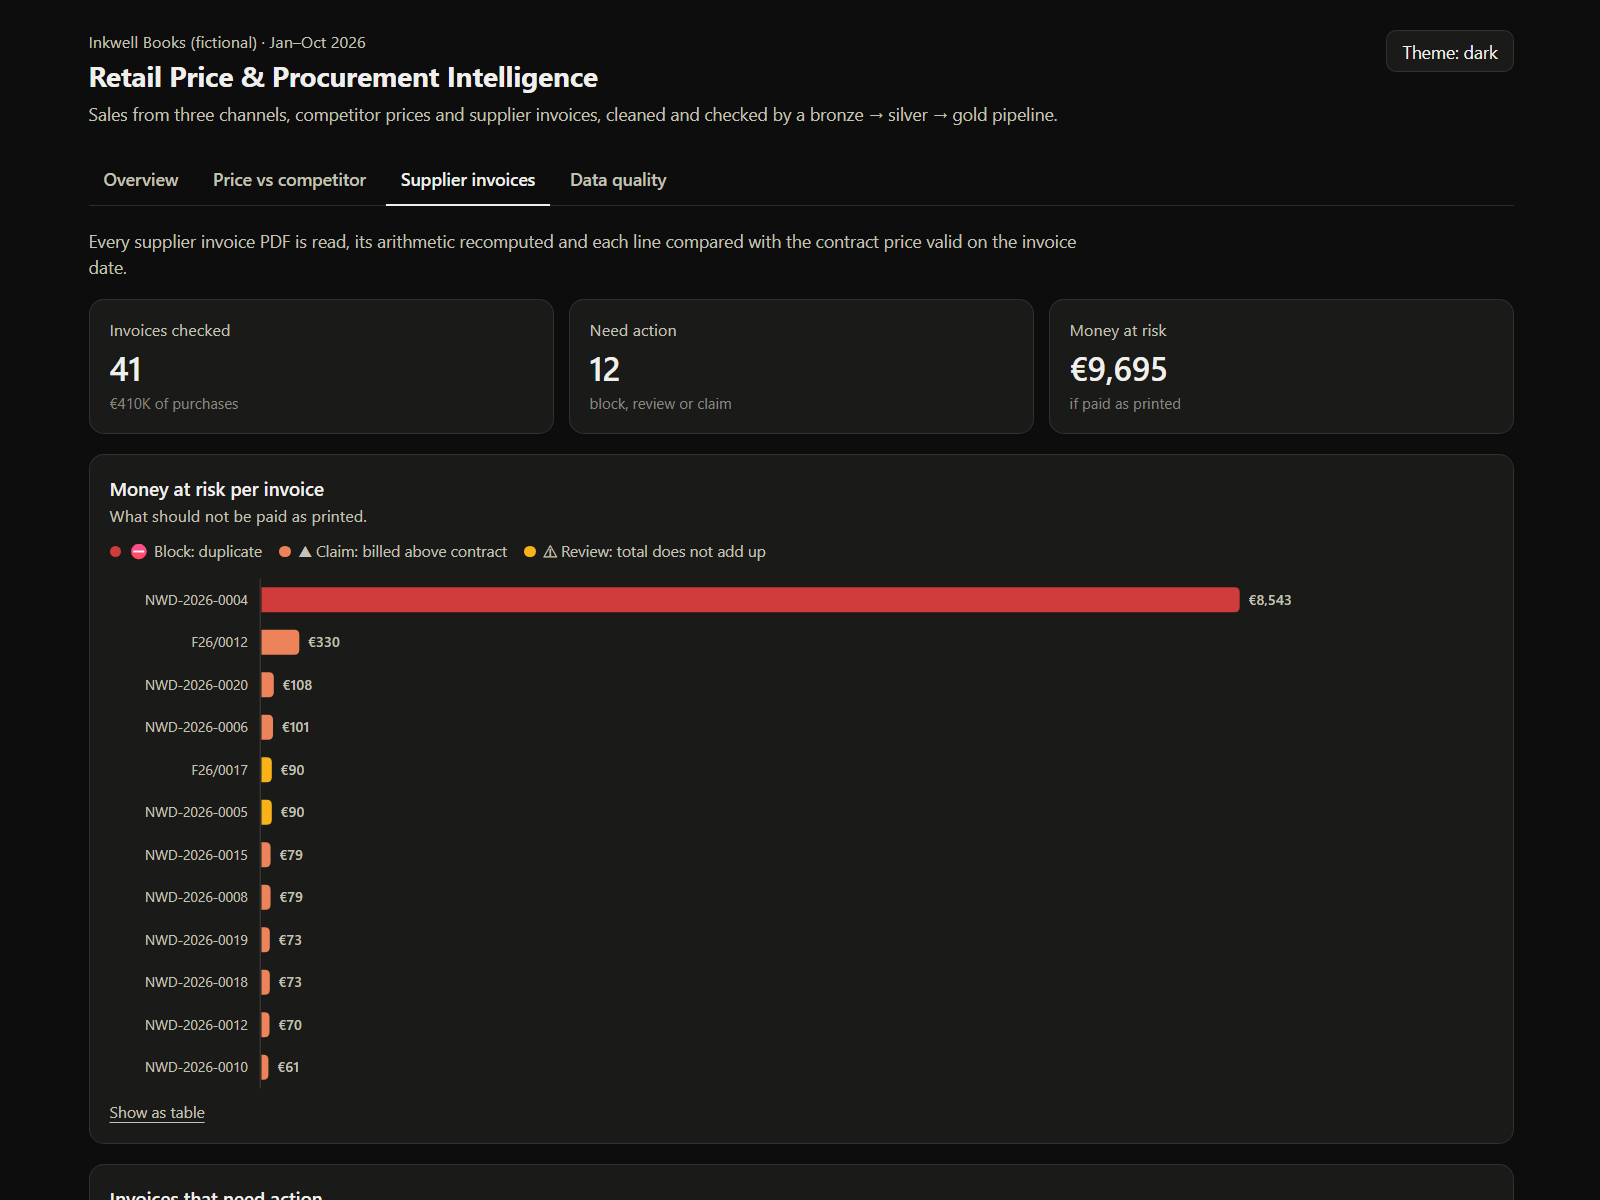 Inkwell Books (fictional) · Jan–Oct 2026
Theme: dark
Retail Price & Procurement Intelligence
Sales from three channels, competitor prices and supplier invoices, cleaned and checked by a bronze → silver → gold pipeline.
Overview Price vs competitor Supplier invoices Data quality
Every supplier invoice PDF is read, its arithmetic recomputed and each line compared with the contract price valid on the invoice
date.
Invoices checked
41
€410K of purchases
Need action
12
block, review or claim
Money at risk
€9,695
if paid as printed
Money at risk per invoice
What should not be paid as printed.
Block: duplicate Claim: billed above contract Review: total does not add up
NWD-2026-0004 €8,543
F26/0012 €330
NWD-2026-0020 €108
NWD-2026-0006 €101
F26/0017 €90
NWD-2026-0005 €90
NWD-2026-0015 €79
NWD-2026-0008 €79
NWD-2026-0019 €73
NWD-2026-0018 €73
NWD-2026-0012 €70
NWD-2026-0010 €61
Show as table
Invoices that need action